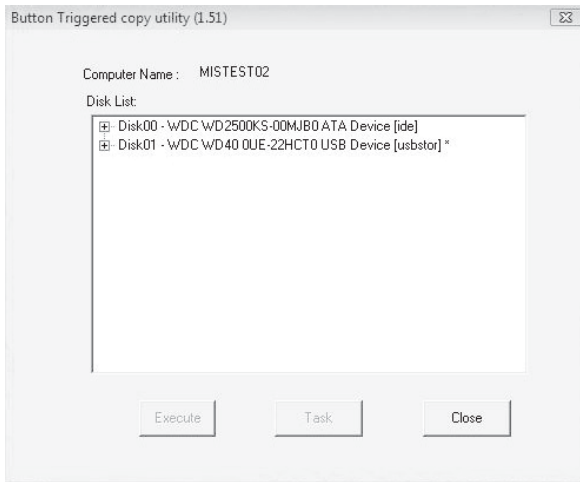 Button Triggered copy utility (1.51)
Computer Name : MISTEST02
Disk List:
Disk00 - WDC WD2500KS-00MJB0 ATA Device [ide]
Disk01 - WDC WD40 0UE-22HCT0 USB Device [usbstor] *
Execute Task Close